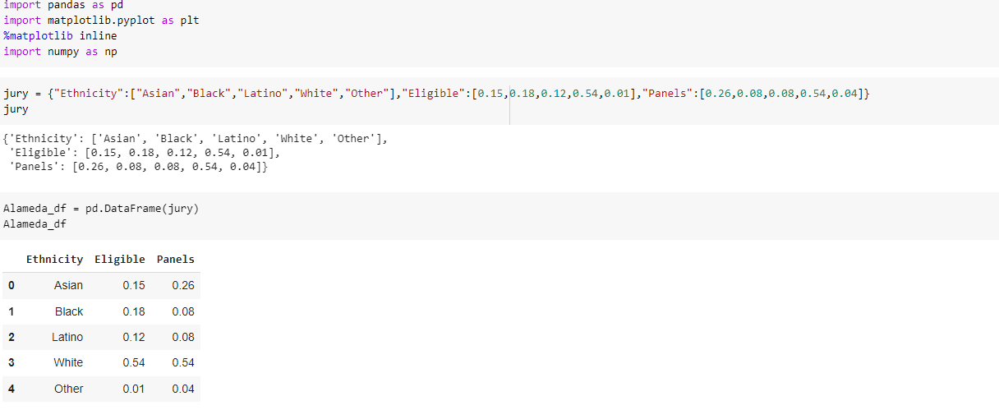 import pandas as pd
import matplotlib.pyplot as plt
%matplotlib inline
import numpy as np
jury = {"Ethnicity":["Asian","Black","Latino","White","Other"],"Eligible":[0.15,0.18,0.12,0.54,0.01],"Panels":[0.26,0.08,0.08,0.54,0.04]}
jury
{'Ethnicity': ['Asian', 'Black', 'Latino', 'White', 'Other'],
 'Eligible': [0.15, 0.18, 0.12, 0.54, 0.01],
 'Panels': [0.26, 0.08, 0.08, 0.54, 0.04]}
Alameda_df = pd.DataFrame(jury)
Alameda_df
Ethnicity Eligible Panels
0 Asian 0.15 0.26
1 Black 0.18 0.08
2 Latino 0.12 0.08
3 White 0.54 0.54
4 Other 0.01 0.04